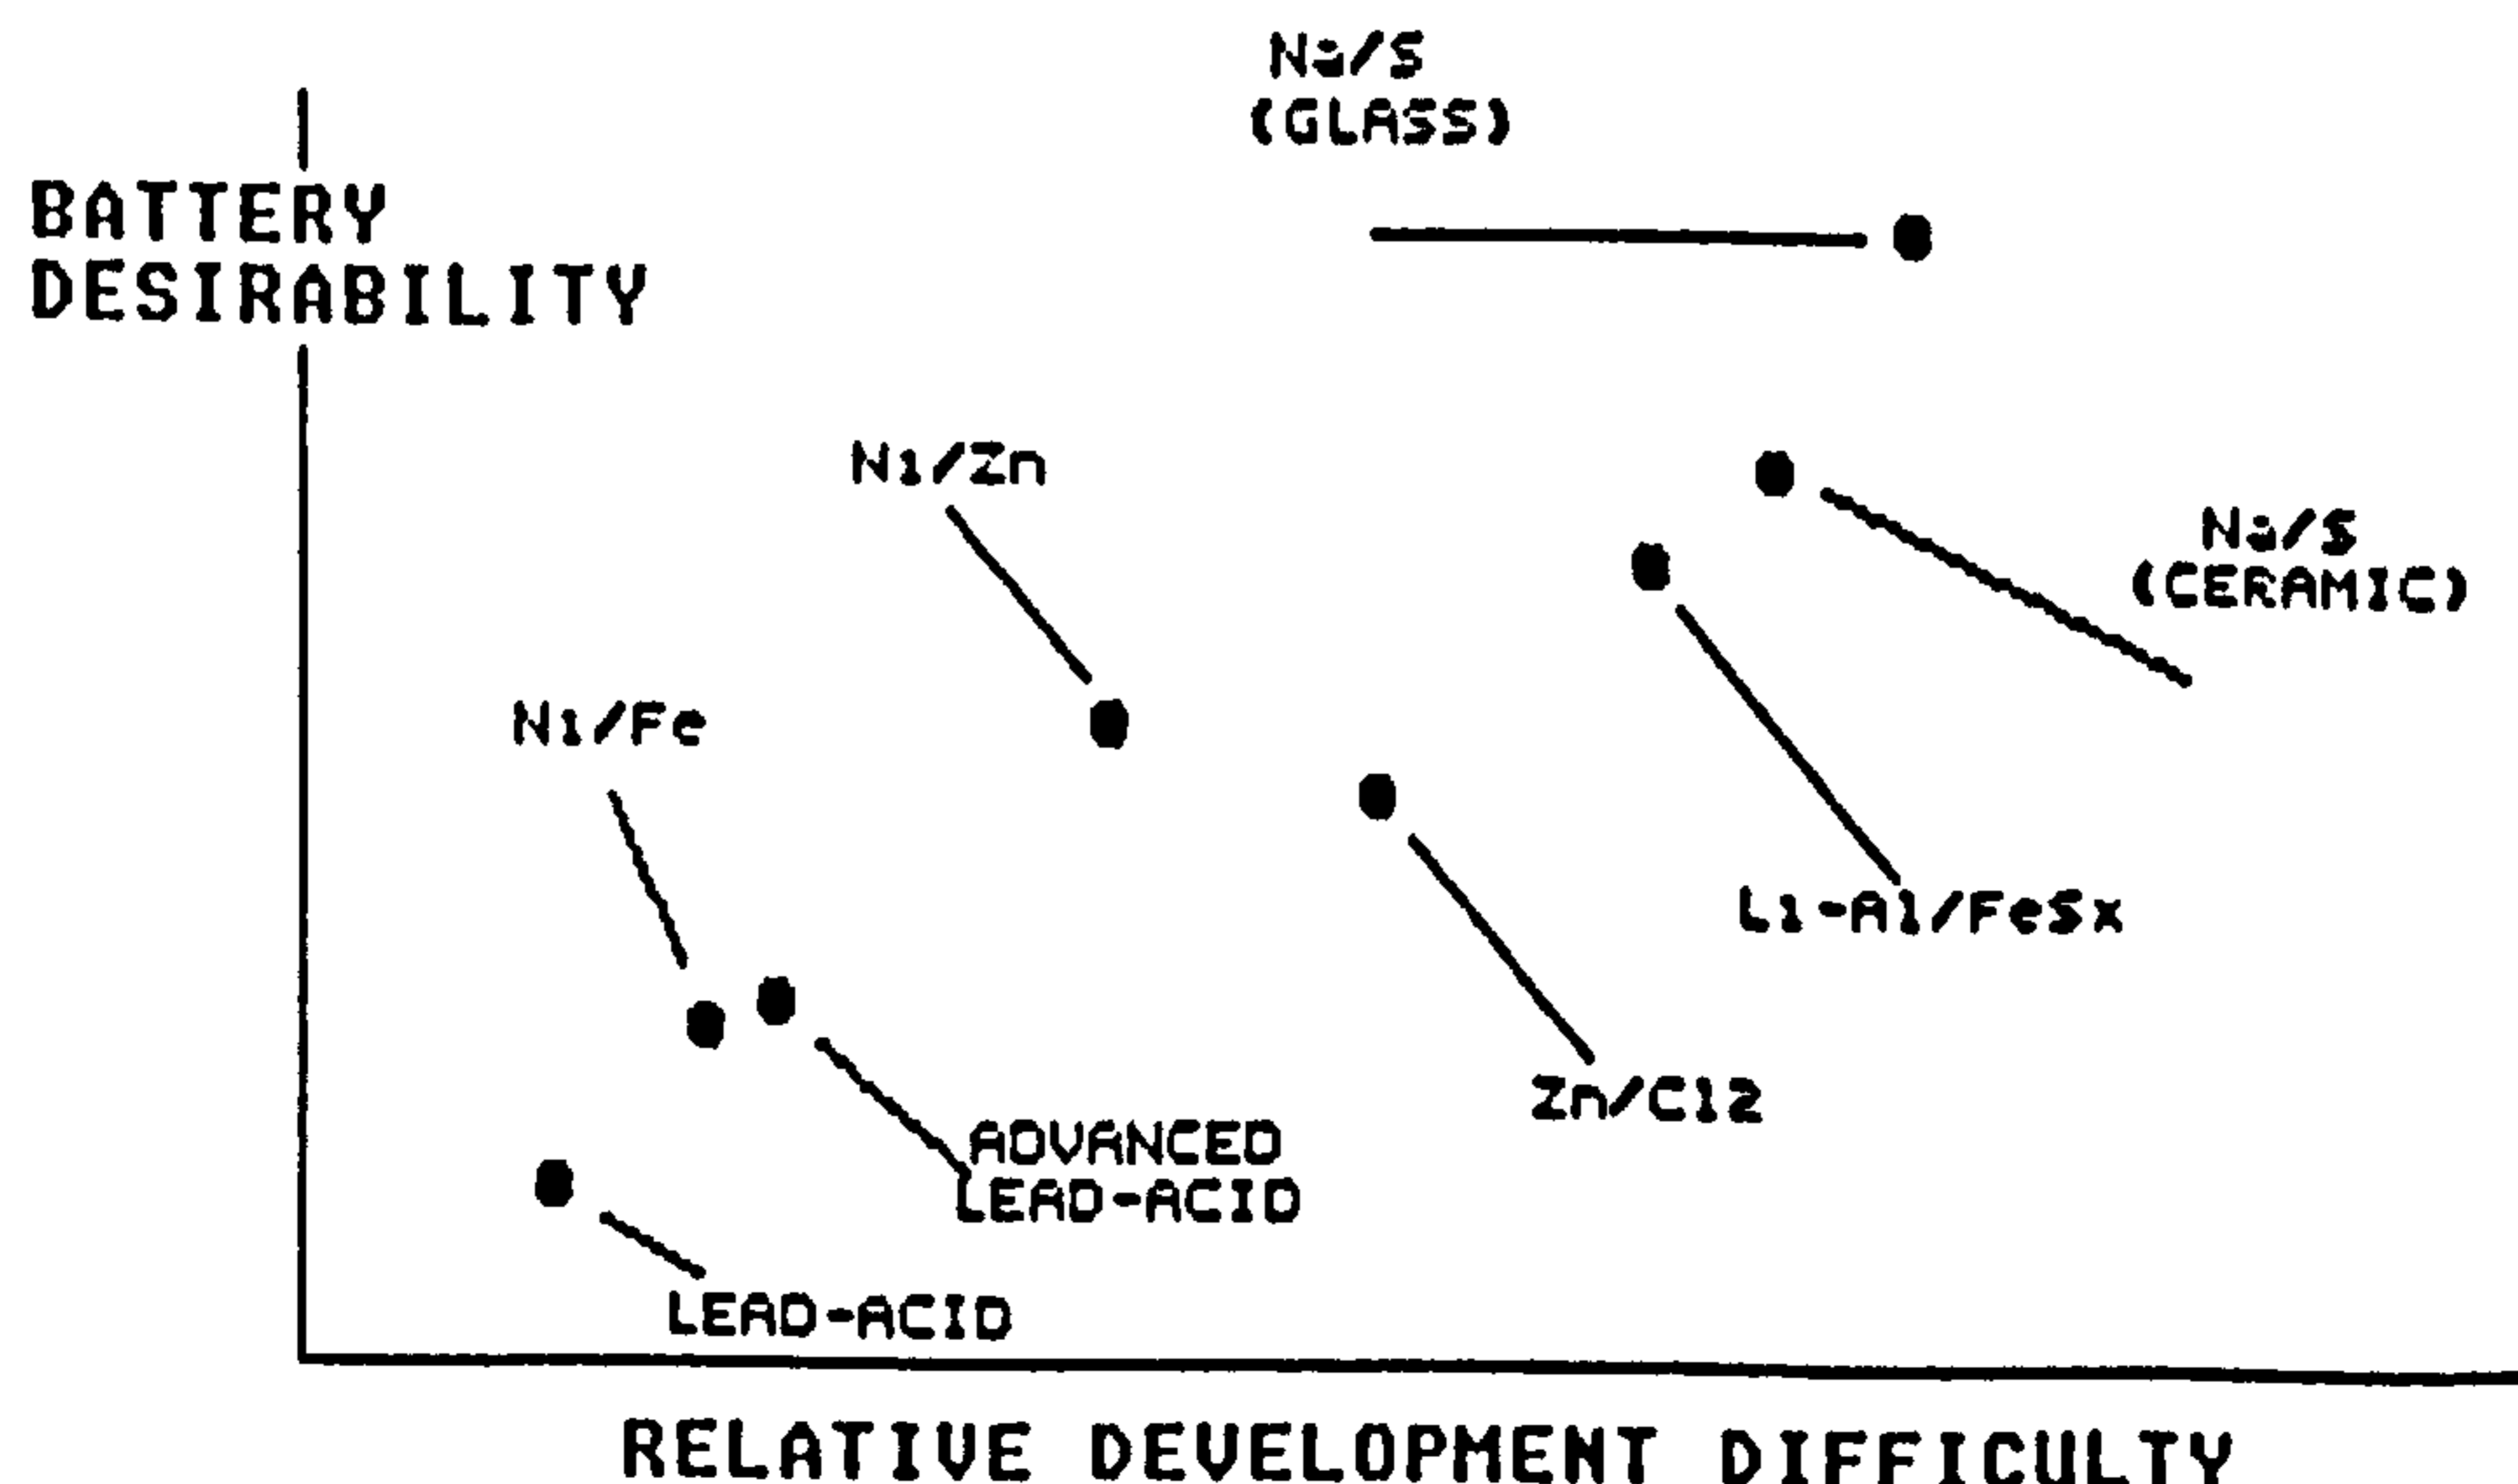 Na/S
(GLASS)
BATTERY
DESIRABILITY
Ni/Zn
Na/S
(CERAMIC)
Ni/Fe
Li-Al/FeSx
Zn/Cl2
ADVANCED
LEAD-ACID
LEAD-ACID
RELATIVE DEVELOPMENT DIFFICULTY